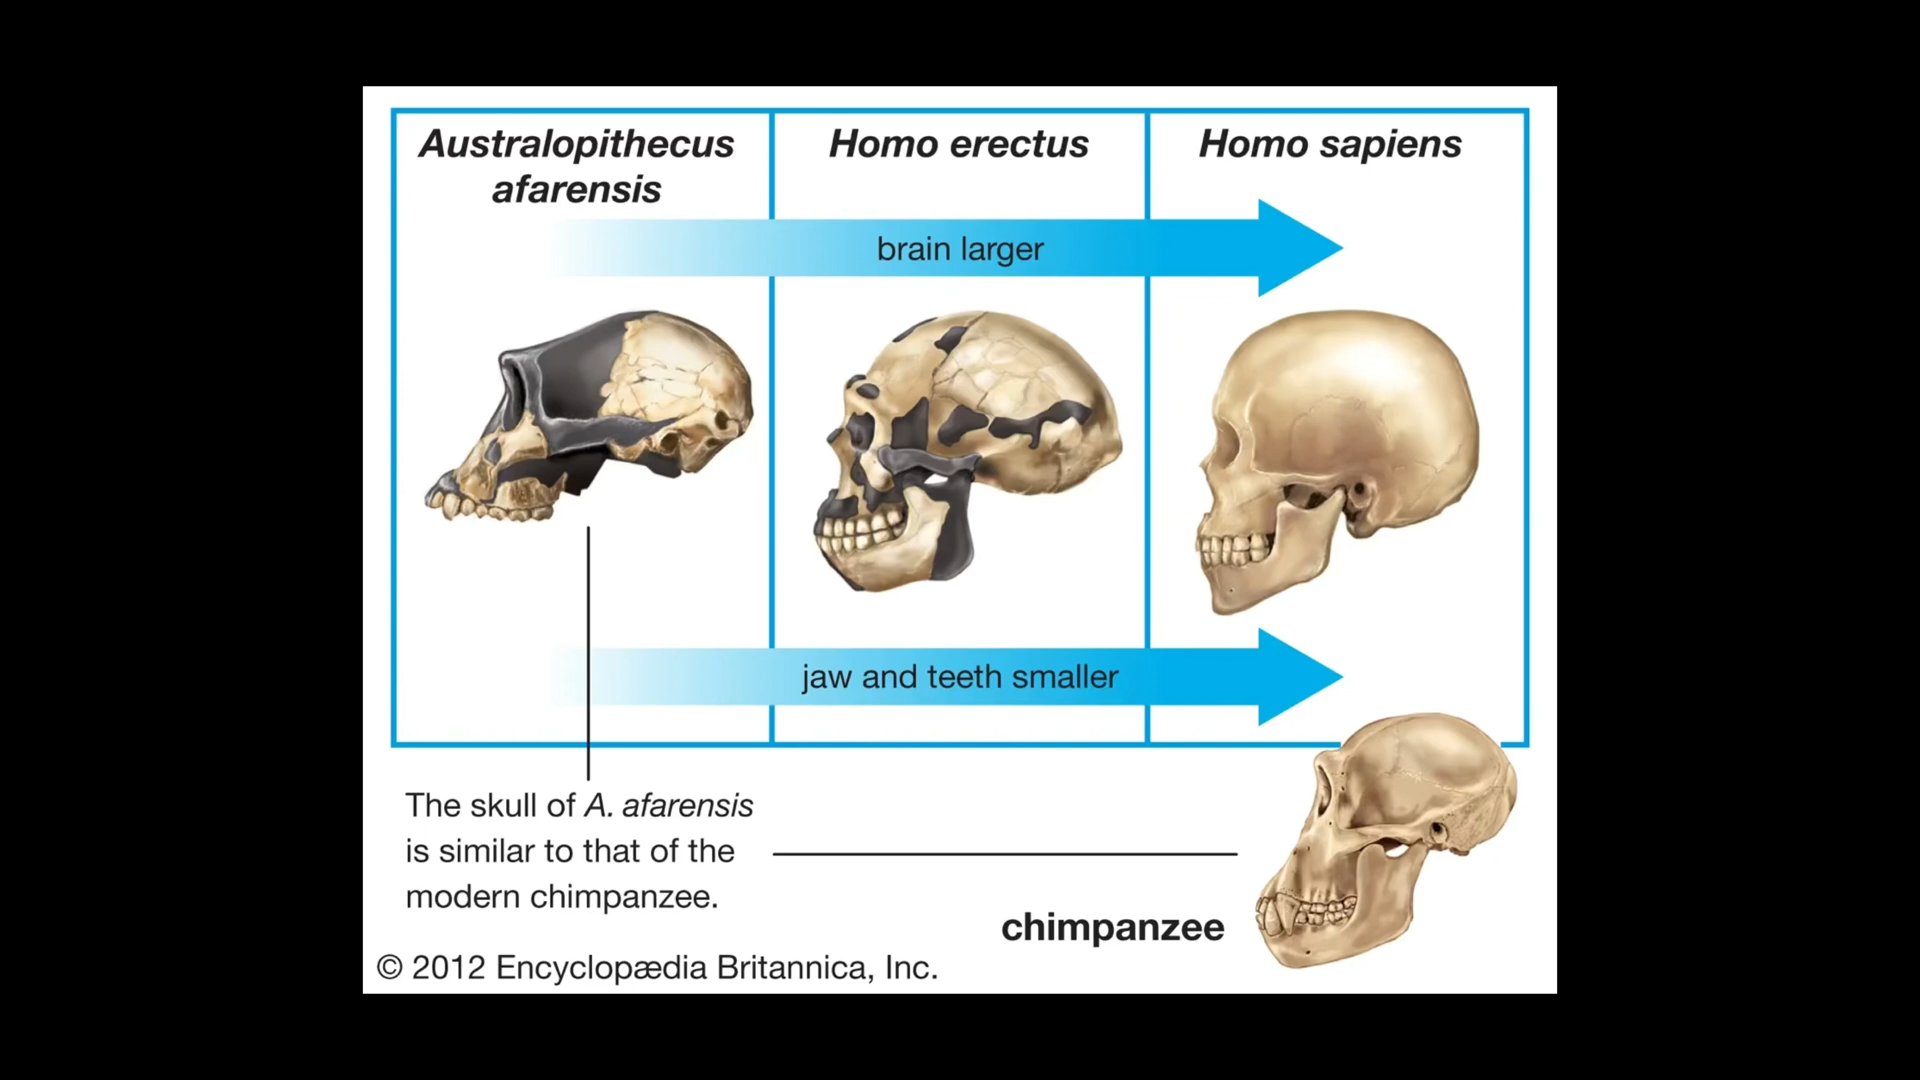 Australopithecus
afarensis
Homo erectus
Homo sapiens
brain larger
jaw and teeth smaller
The skull of A. afarensis
is similar to that of the
modern chimpanzee.
chimpanzee
© 2012 Encyclopædia Britannica, Inc.